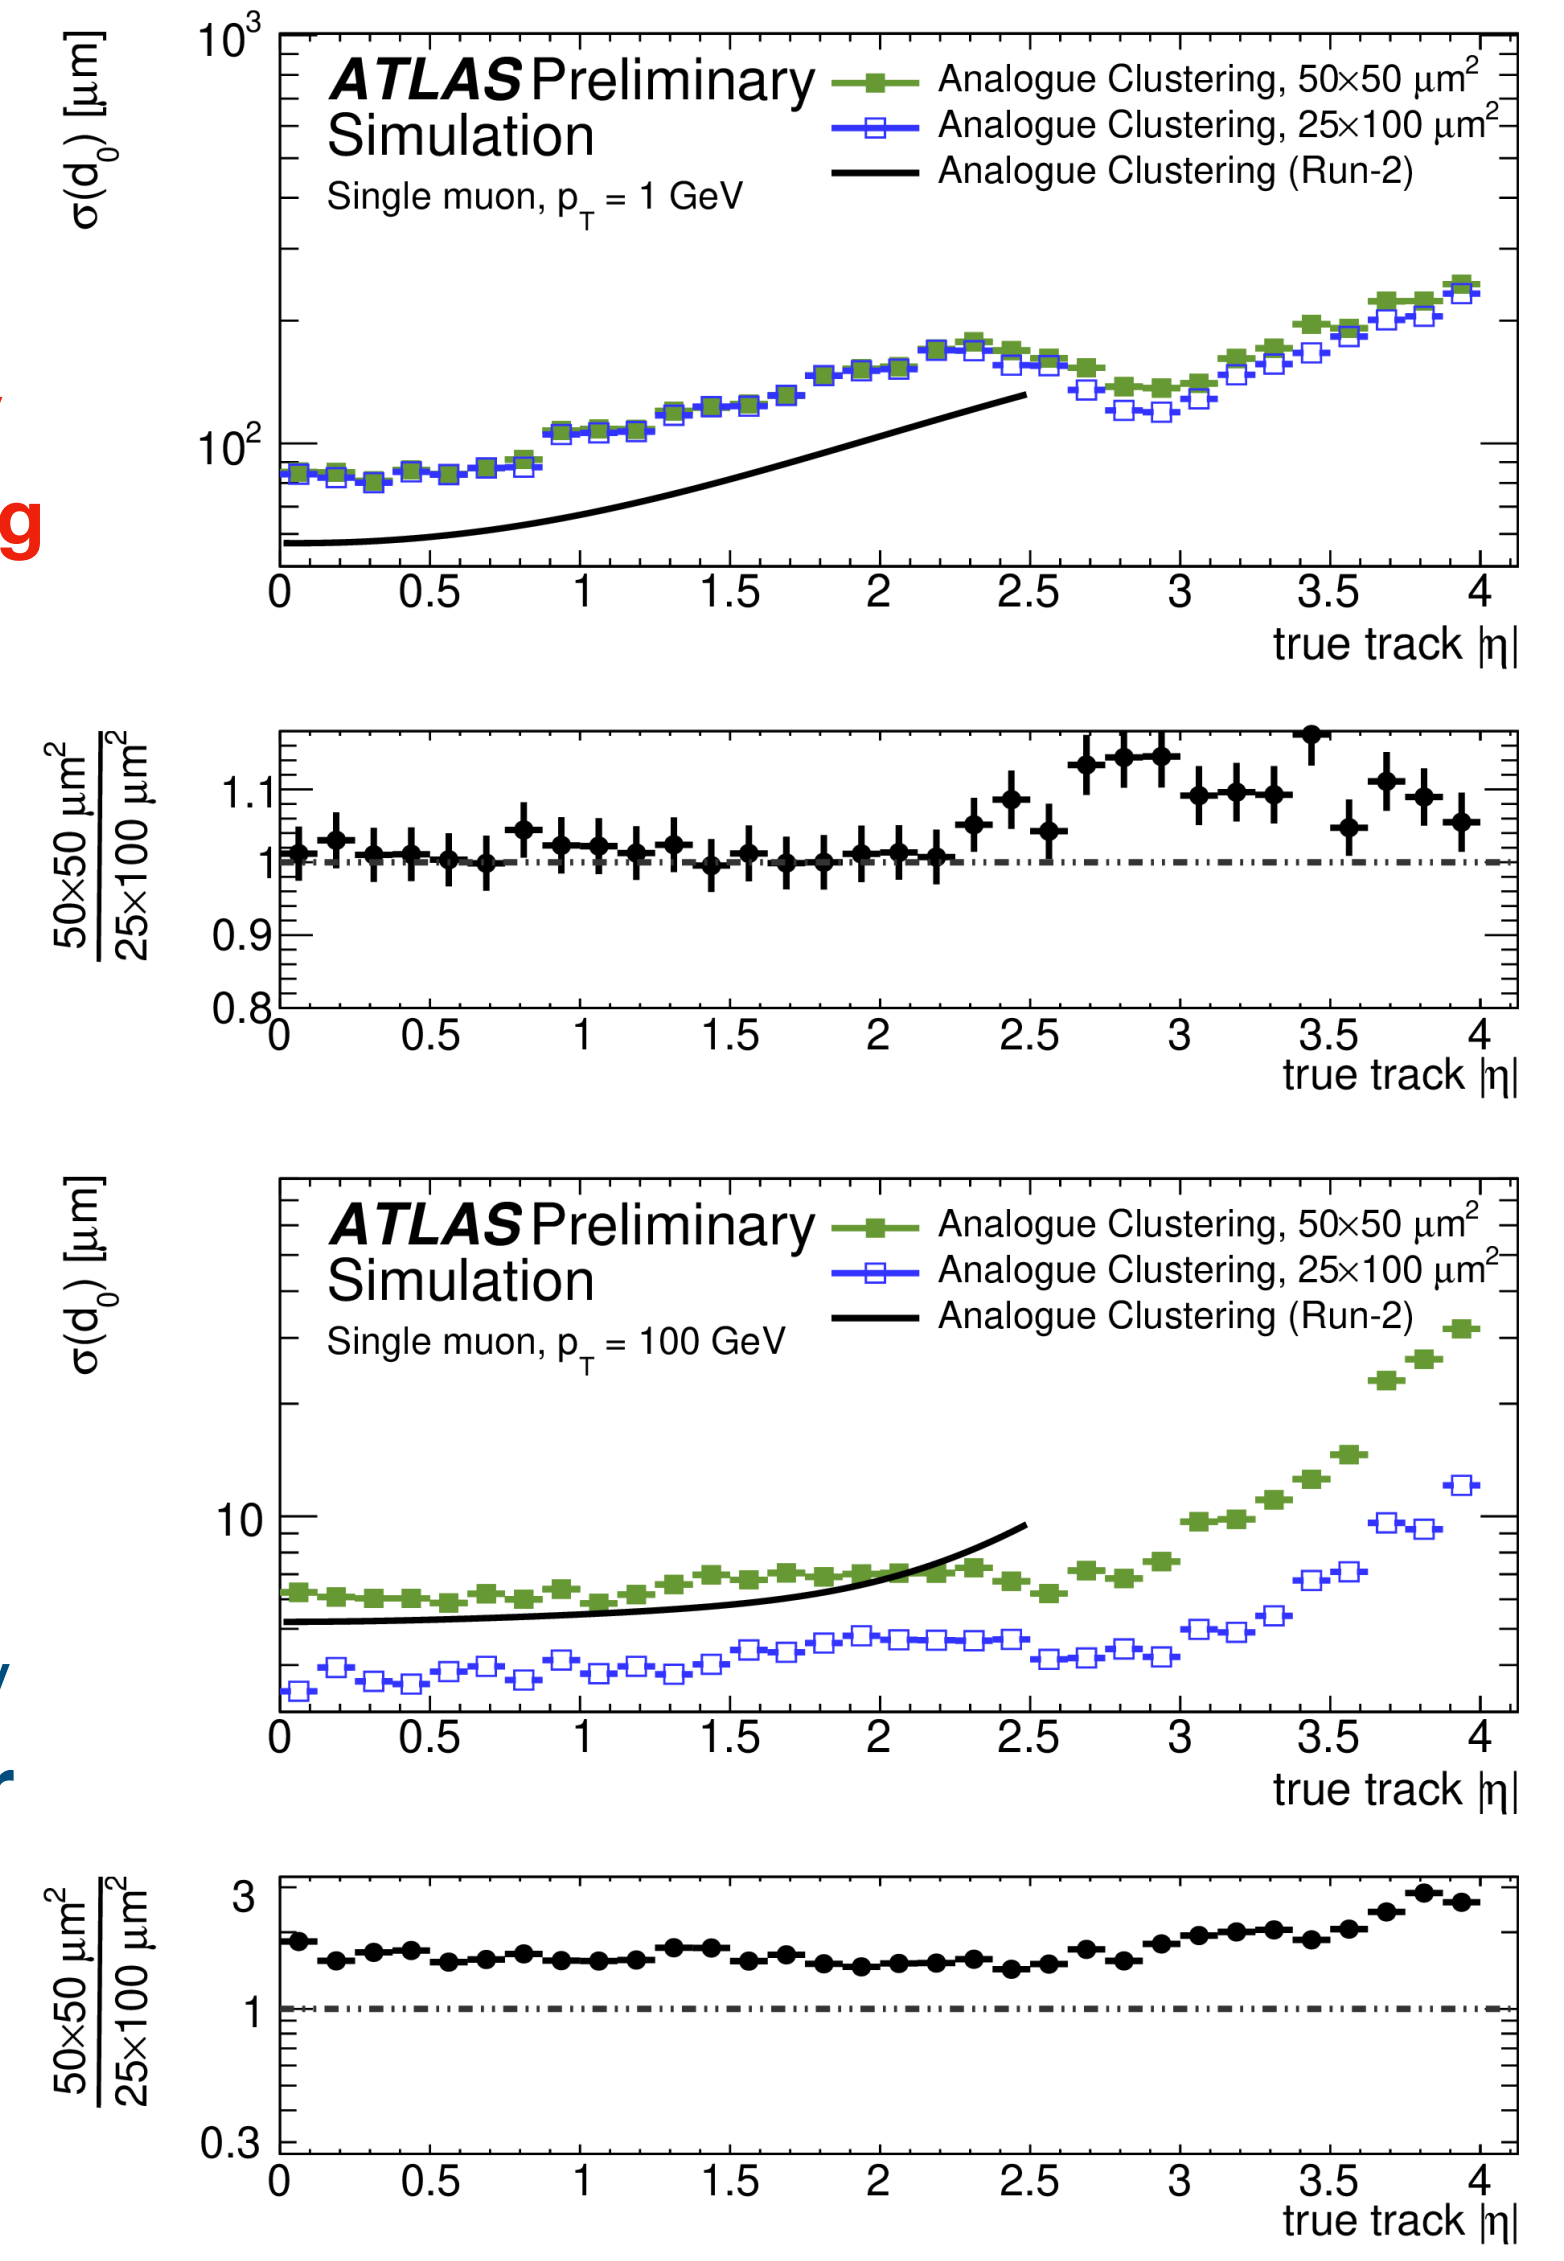 10³
σ(d₀) [μm]
ATLAS Preliminary
Simulation
Single muon, p_T = 1 GeV
Analogue Clustering, 50×50 μm²
Analogue Clustering, 25×100 μm²
Analogue Clustering (Run-2)
10²
g
0 0.5 1 1.5 2 2.5 3 3.5 4
true track |η|
50×50 μm²
25×100 μm²
1.1
1
0.9
0.8
0 0.5 1 1.5 2 2.5 3 3.5 4
true track |η|
σ(d₀) [μm]
ATLAS Preliminary
Simulation
Single muon, p_T = 100 GeV
Analogue Clustering, 50×50 μm²
Analogue Clustering, 25×100 μm²
Analogue Clustering (Run-2)
10
0 0.5 1 1.5 2 2.5 3 3.5 4
true track |η|
50×50 μm²
25×100 μm²
3
1
0.3
0 0.5 1 1.5 2 2.5 3 3.5 4
true track |η|